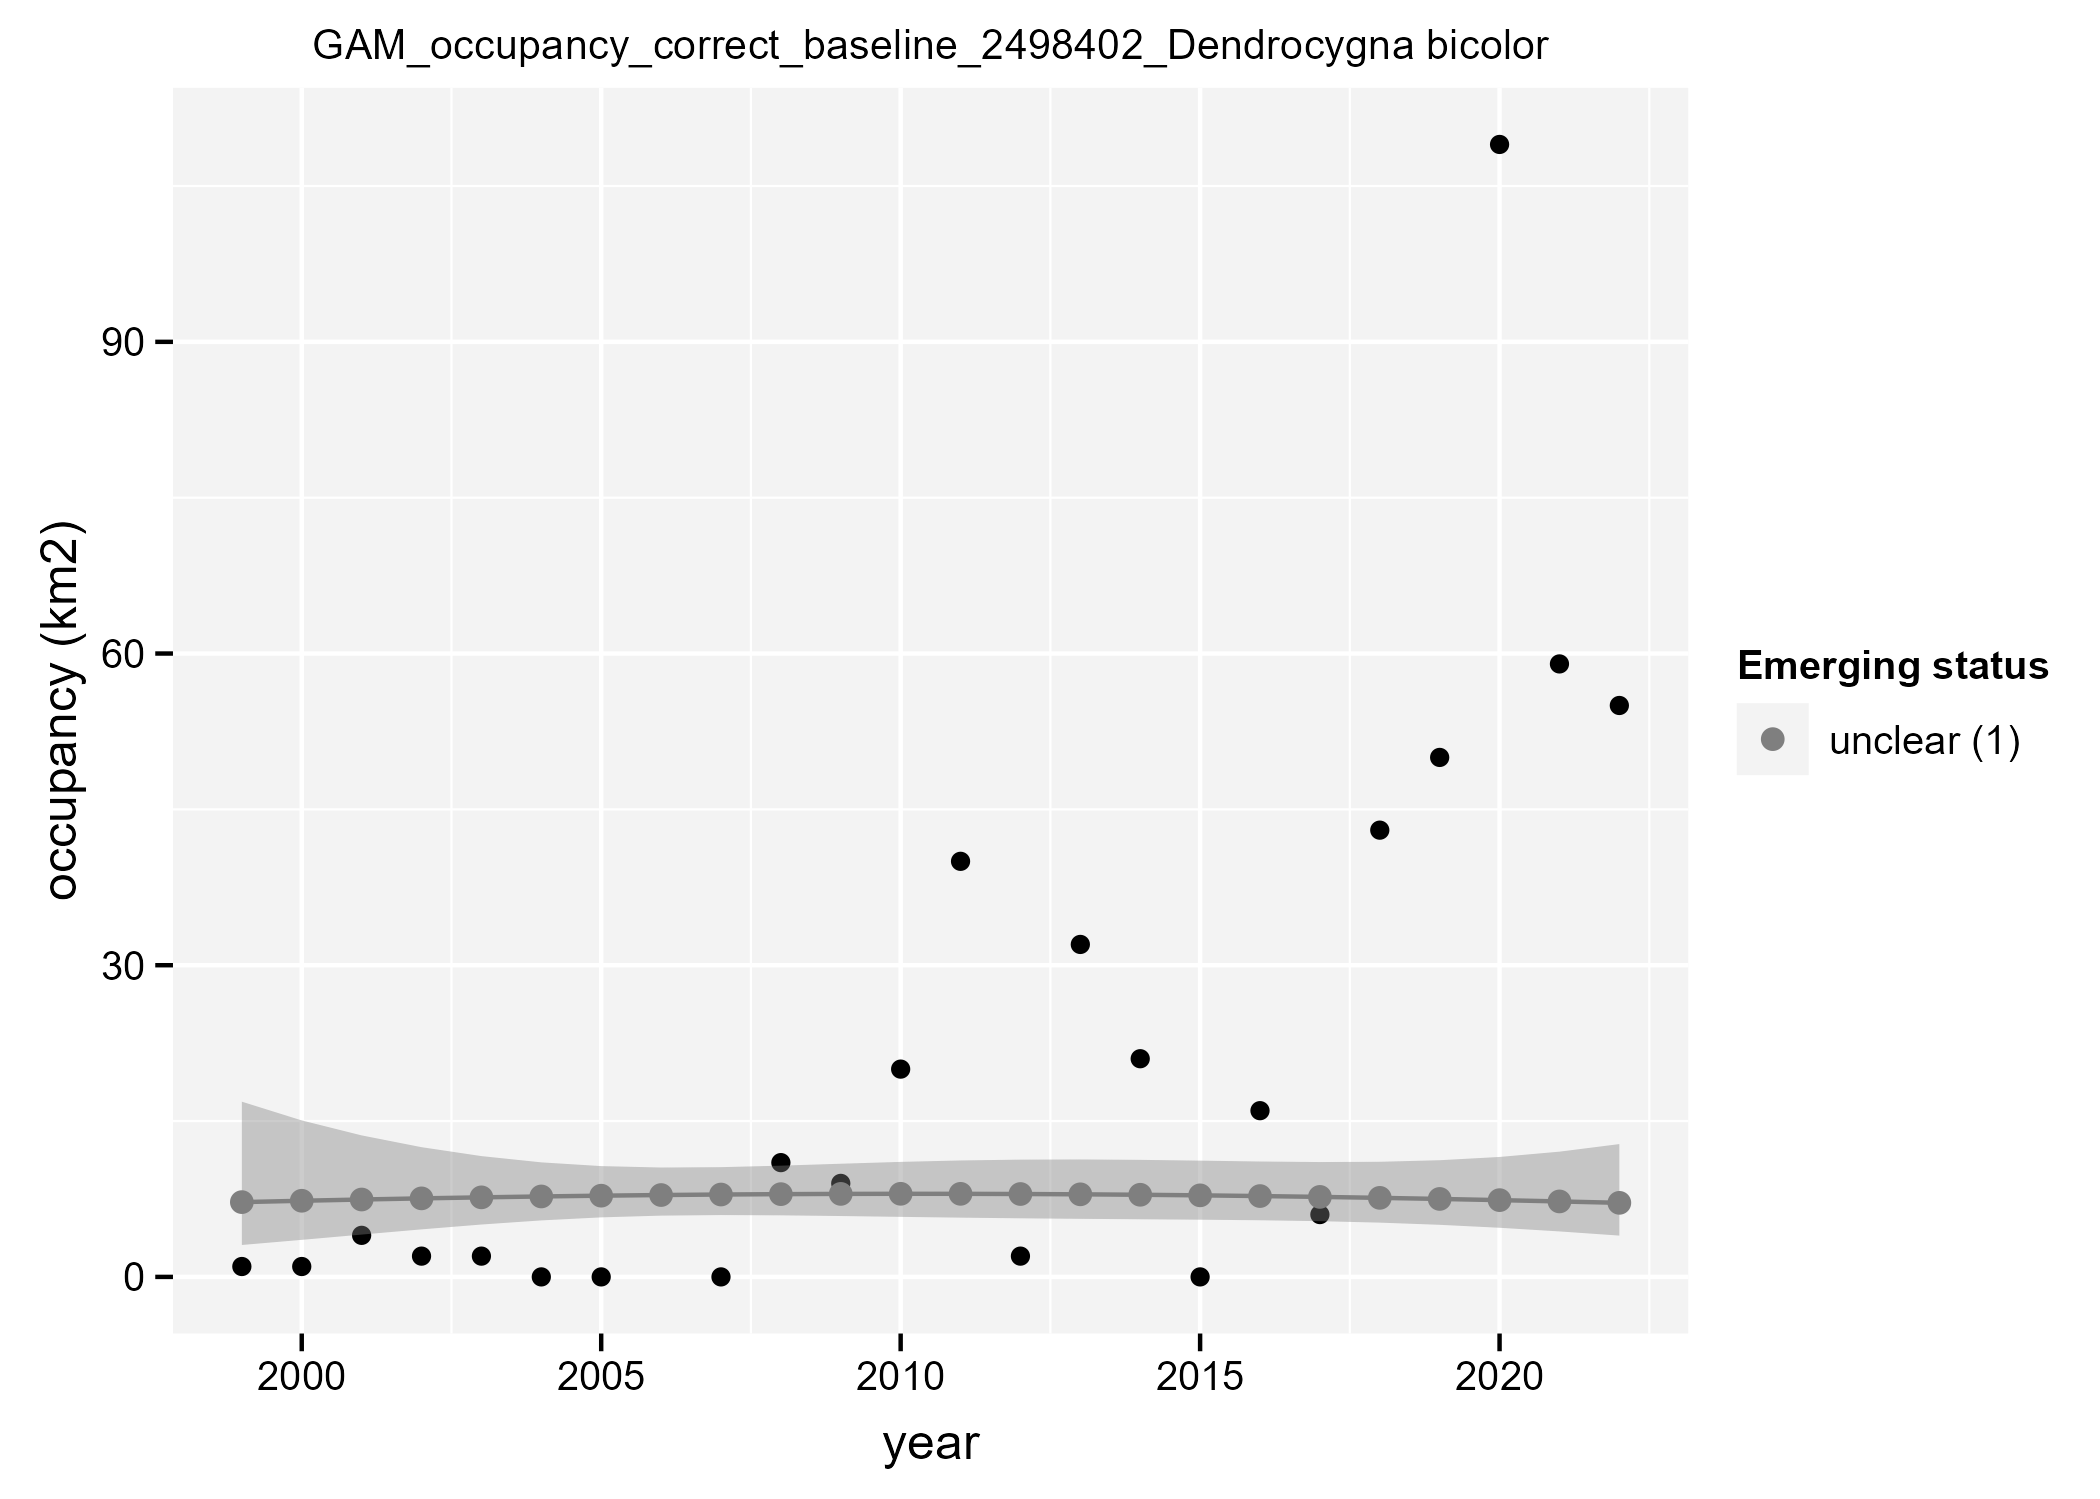 GAM_occupancy_correct_baseline_2498402_Dendrocygna bicolor
90
60
30
0
occupancy (km2)
2000 2005 2010 2015 2020
year
Emerging status
unclear (1)